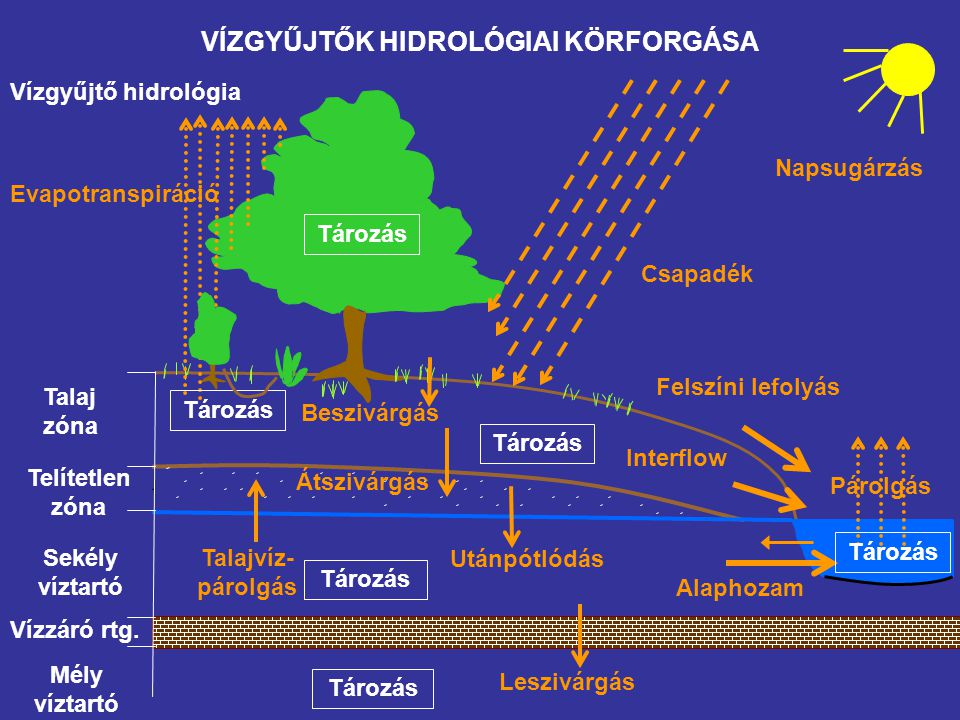 VÍZGYŰJTŐK HIDROLÓGIAI KÖRFORGÁSA
Vízgyűjtő hidrológia
Napsugárzás
Evapotranspiráció
Tározás
Csapadék
Felszíni lefolyás
Talaj
zóna
Tározás
Beszivárgás
Tározás
Interflow
Telítetlen
zóna
Átszivárgás
Párolgás
Sekély
víztartó
Talajvíz-
párolgás
Tározás
Utánpótlódás
Alaphozam
Tározás
Vízzáró rtg.
Mély
víztartó
Tározás
Leszivárgás